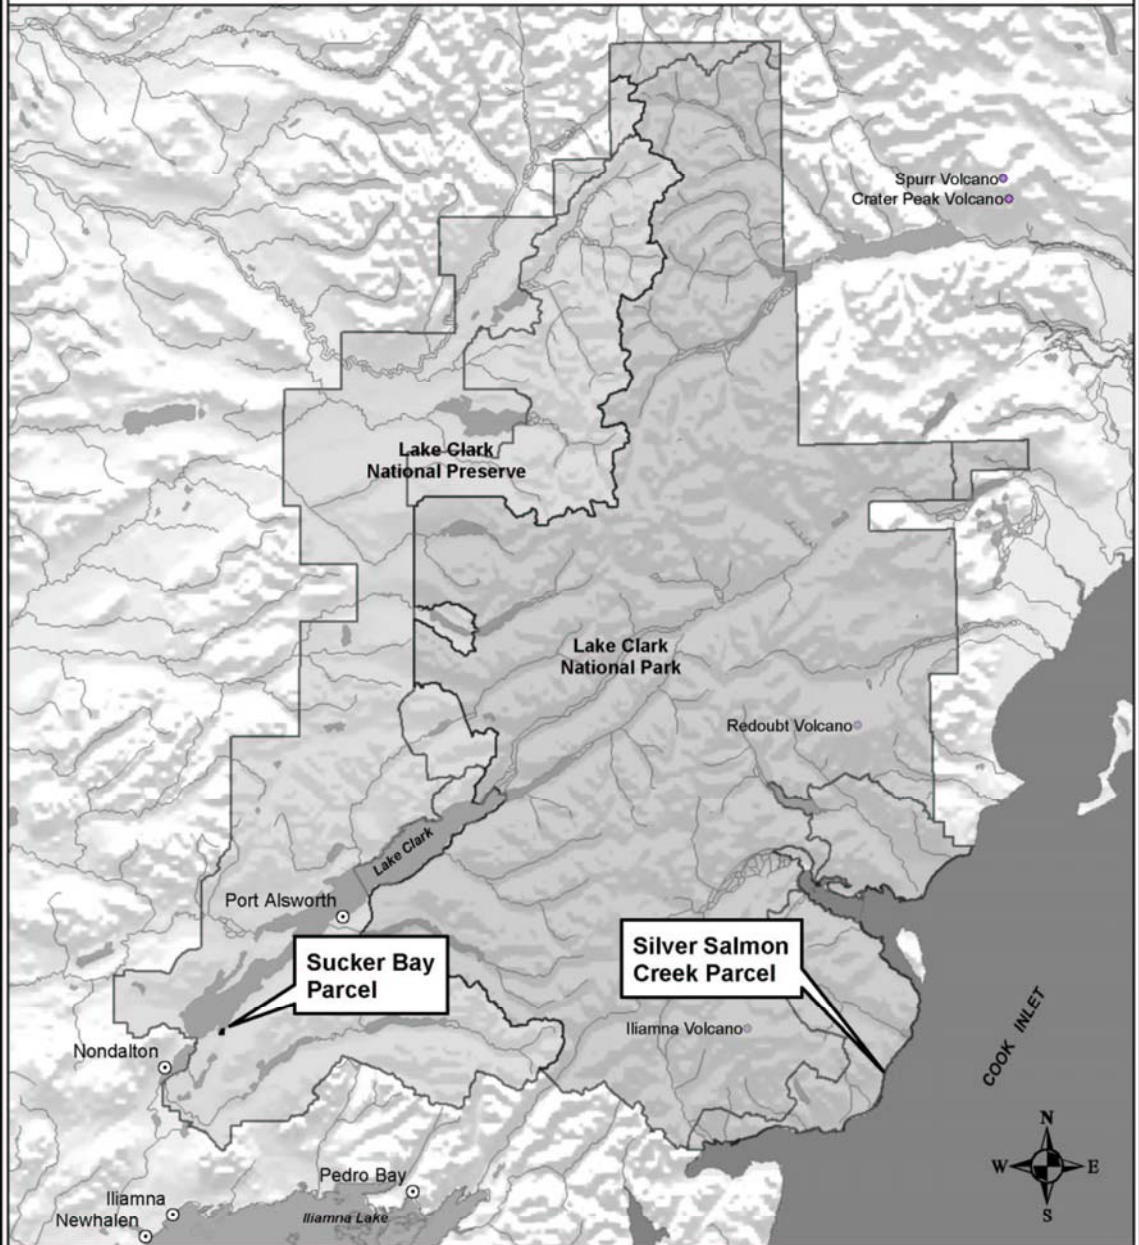 Spurr Volcano
Crater Peak Volcano
Lake Clark
National Preserve
Lake Clark
National Park
Redoubt Volcano
Lake Clark
Port Alsworth
Sucker Bay
Parcel
Silver Salmon
Creek Parcel
Iliamna Volcano
COOK INLET
Nondalton
N
W
E
S
Pedro Bay
Iliamna
Newhalen
Iliamna Lake